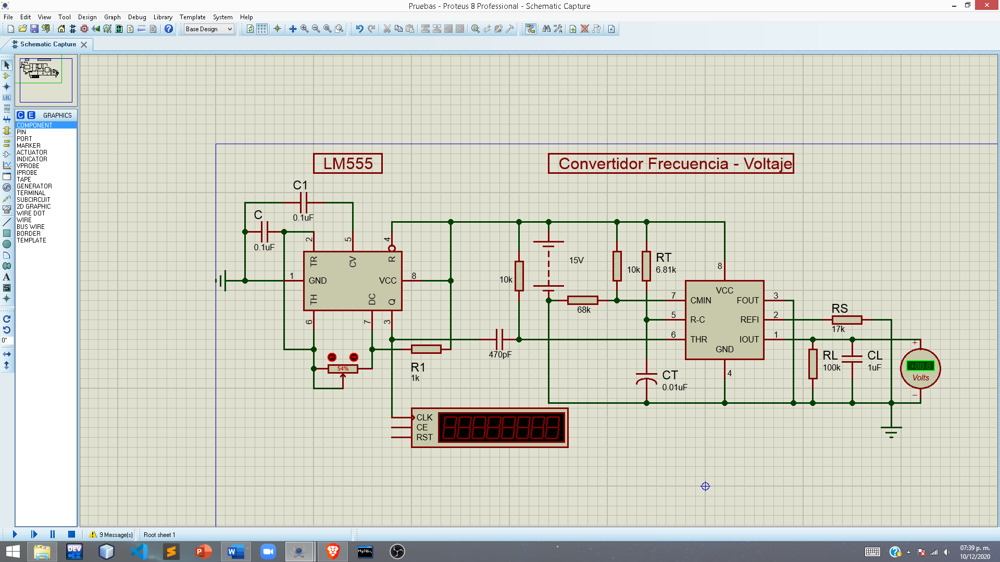 Pruebas - Proteus 8 Professional - Schematic Capture
File Edit View Tool Design Graph Debug Library Template System Help
Base Design
Schematic Capture
LBL
C E GRAPHICS
COMPONENT
PIN
PORT
MARKER
ACTUATOR
INDICATOR
VPROBE
IPROBE
TAPE
GENERATOR
TERMINAL
SUBCIRCUIT
2D GRAPHIC
WIRE DOT
WIRE
BUS WIRE
BORDER
TEMPLATE
A
S
0°
LM555
Convertidor Frecuencia - Voltaje
C1
0.1uF
C
0.1uF
2
5
4
TR
CV
R
1
GND
VCC
8
TH
DC
Q
6
7
3
54%
R1
1k
470pF
10k
15V
68k
10k
RT
6.81k
CT
0.01uF
8
VCC
7
CMIN
FOUT
3
5
R-C
REFI
2
6
THR
IOUT
1
GND
4
RS
17k
RL
100k
CL
1uF
+
+88.8
Volts
−
CLK
CE
RST
9 Message(s)
Root sheet 1
DEV
C++
P
W
MySQL
07:39 p. m.
10/12/2020